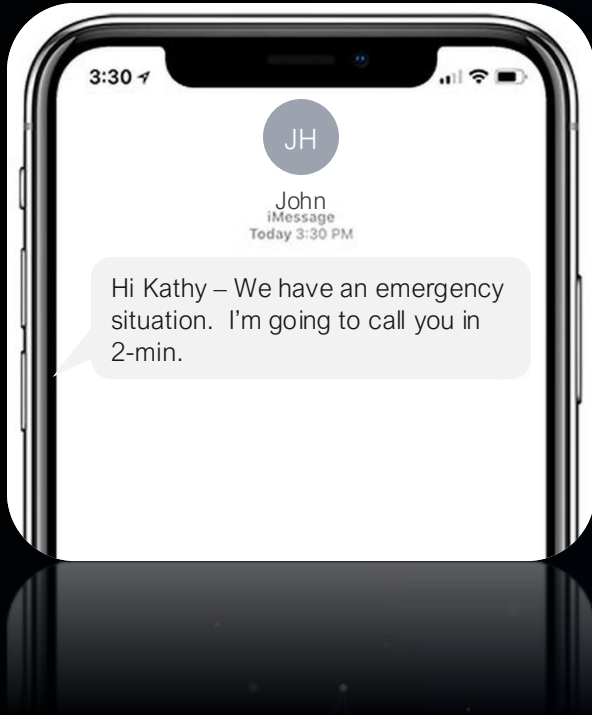 3:30
JH
John
iMessage
Today 3:30 PM
Hi Kathy – We have an emergency
situation.  I’m going to call you in
2-min.